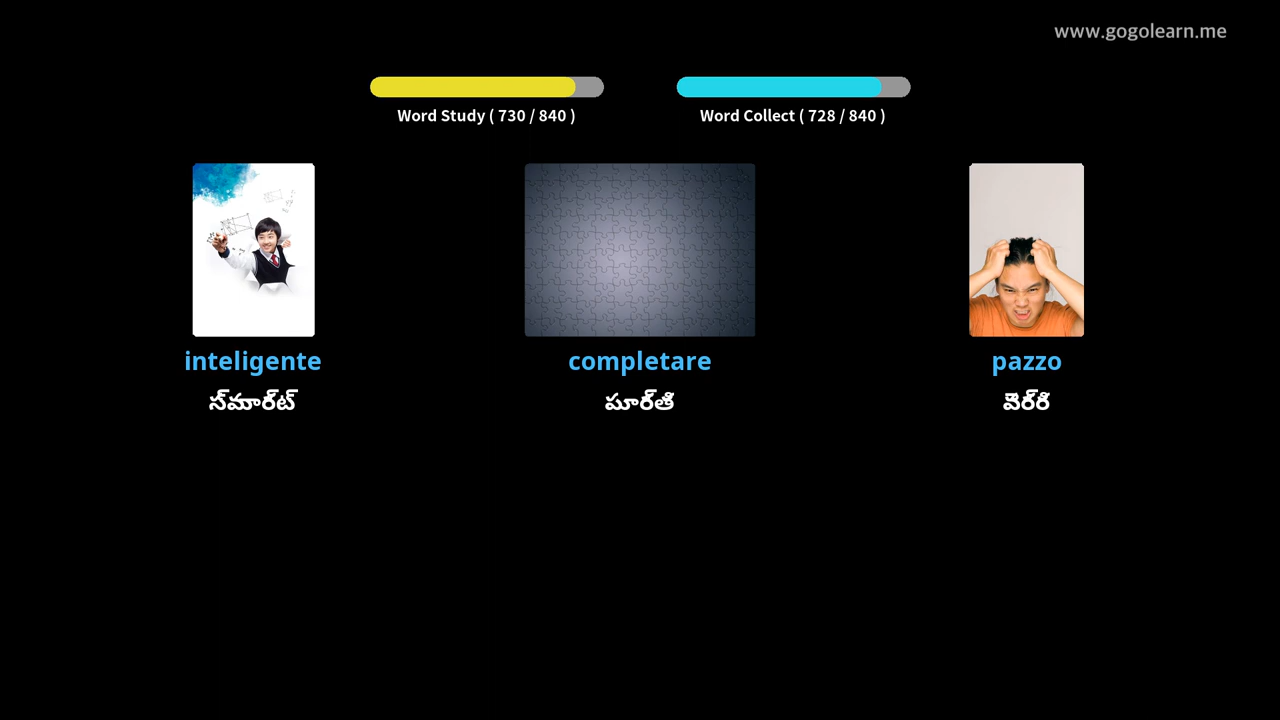 www.gogolearn.me
Word Study ( 730 / 840 )
Word Collect ( 728 / 840 )
inteligente
completare
pazzo
స్మార్ట్
పూర్తి
వెర్రి